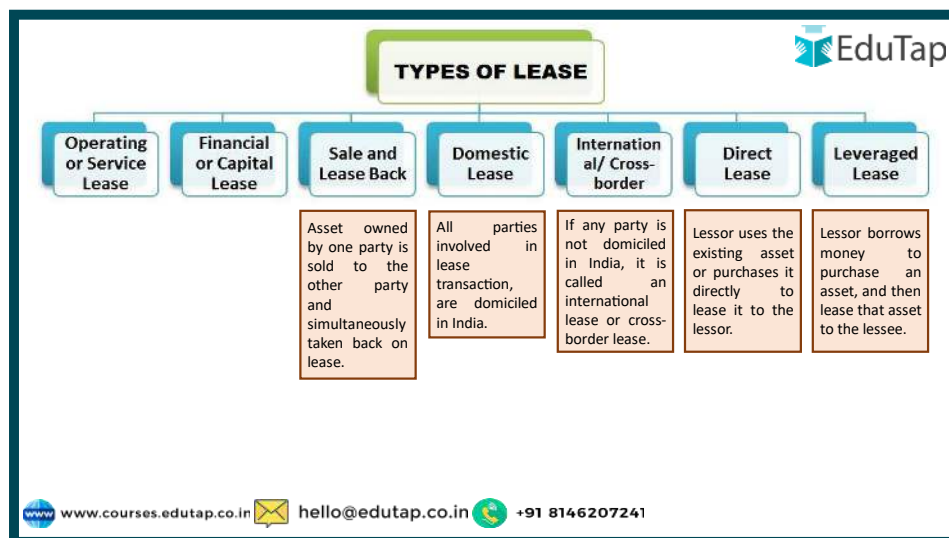 EduTap
TYPES OF LEASE
Operating
or Service
Lease
Financial
or Capital
Lease
Sale and
Lease Back
Domestic
Lease
Internation
al/ Cross-
border
Direct
Lease
Leveraged
Lease
Asset owned
by one party is
sold to the
other party
and
simultaneously
taken back on
lease.
All parties
involved in
lease
transaction,
are domiciled
in India.
If any party is
not domiciled
in India, it is
called an
international
lease or cross-
border lease.
Lessor uses the
existing asset
or purchases it
directly to
lease it to the
lessor.
Lessor borrows
money to
purchase an
asset, and then
lease that asset
to the lessee.
www www.courses.edutap.co.in hello@edutap.co.in +91 8146207241